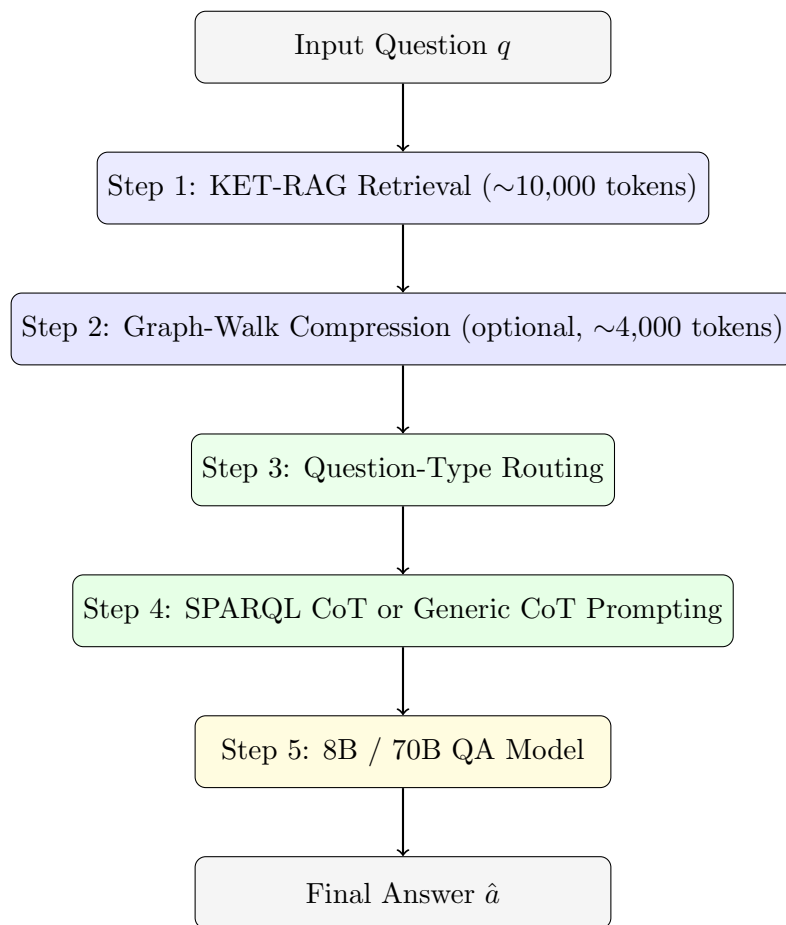 Input Question q
Step 1: KET-RAG Retrieval (∼10,000 tokens)
Step 2: Graph-Walk Compression (optional, ∼4,000 tokens)
Step 3: Question-Type Routing
Step 4: SPARQL CoT or Generic CoT Prompting
Step 5: 8B / 70B QA Model
Final Answer â